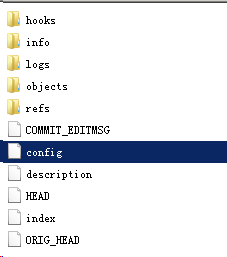 hooks
info
logs
objects
refs
COMMIT_EDITMSG
config
description
HEAD
index
ORIG_HEAD